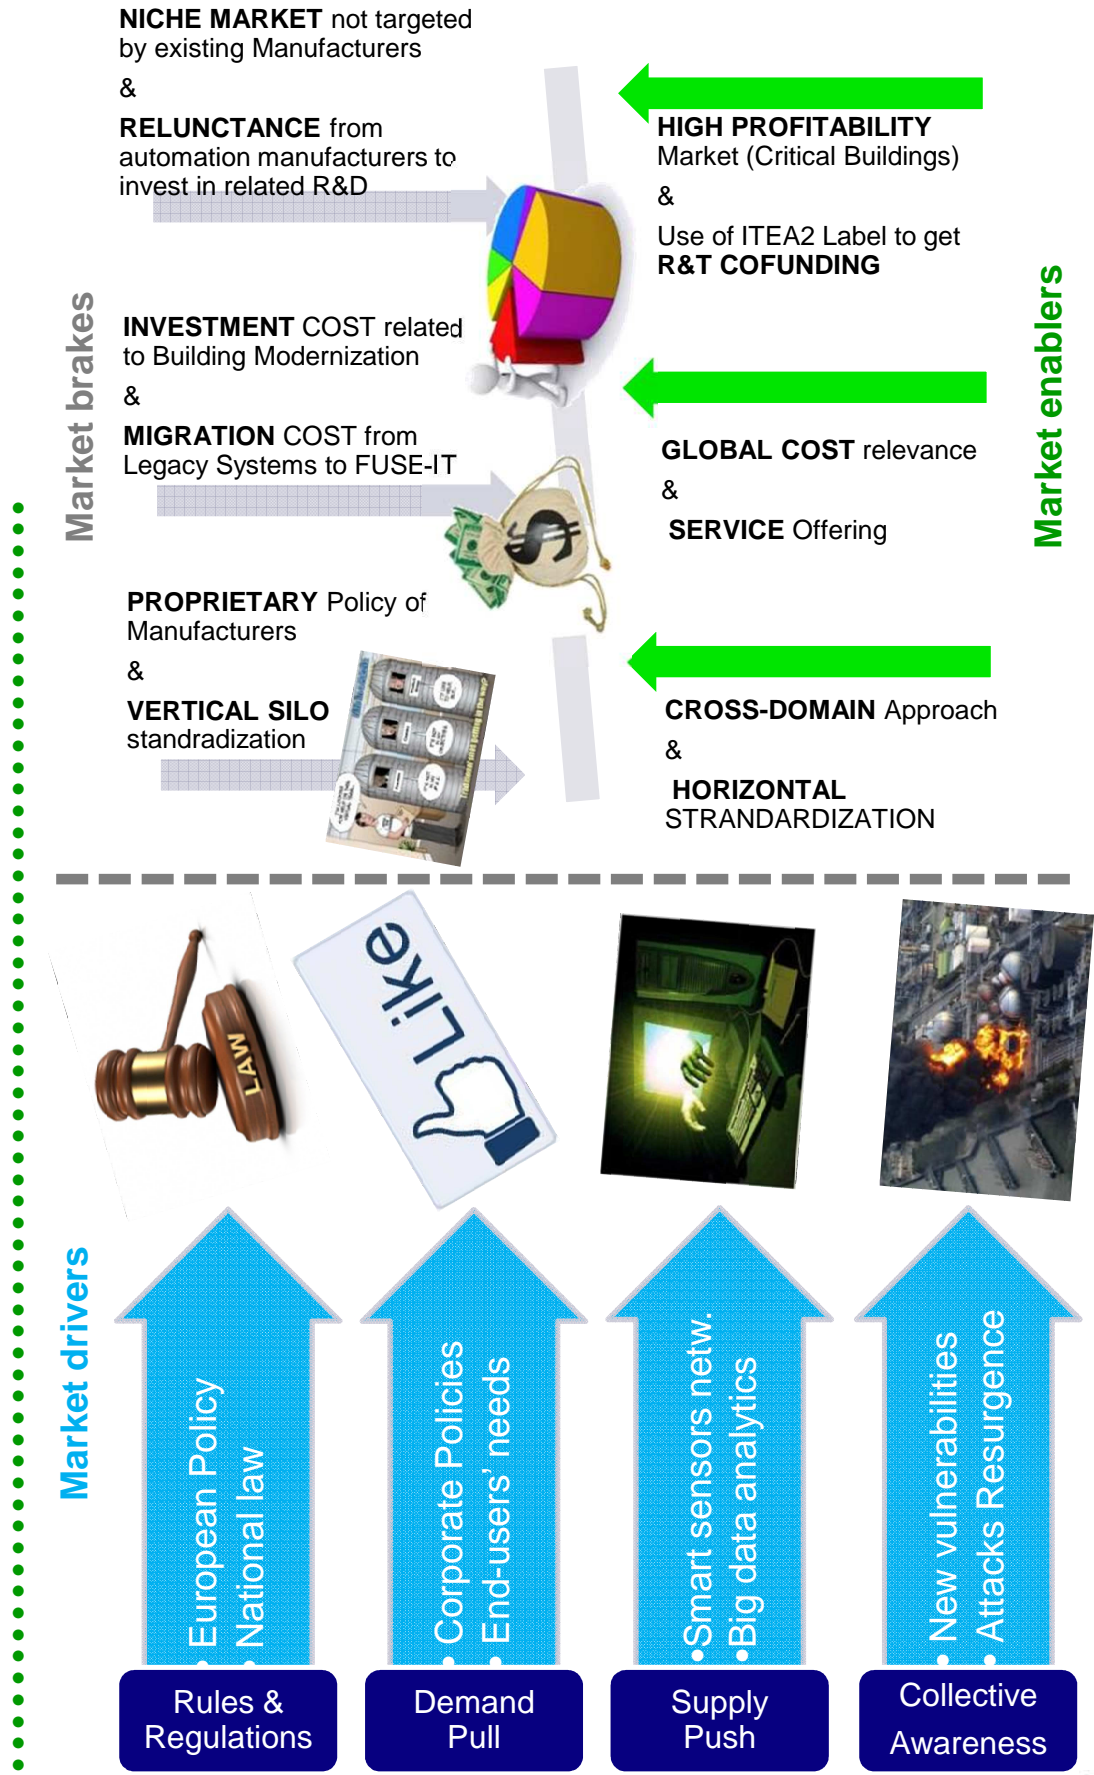 NICHE MARKET not targeted
by existing Manufacturers
&
RELUNCTANCE from
automation manufacturers to
invest in related R&D
HIGH PROFITABILITY
Market (Critical Buildings)
&
Use of ITEA2 Label to get
R&T COFUNDING
Market brakes
INVESTMENT COST related
to Building Modernization
&
MIGRATION COST from
Legacy Systems to FUSE-IT
GLOBAL COST relevance
&
SERVICE Offering
Market enablers
$
PROPRIETARY Policy of
Manufacturers
&
VERTICAL SILO
standradization
CROSS-DOMAIN Approach
&
HORIZONTAL
STRANDARDIZATION
LAW
Like
Market drivers
• European Policy
• National law
• Corporate Policies
• End-users’ needs
•Smart sensors netw.
•Big data analytics
• New vulnerabilities
• Attacks Resurgence
Rules &
Regulations
Demand
Pull
Supply
Push
Collective
Awareness